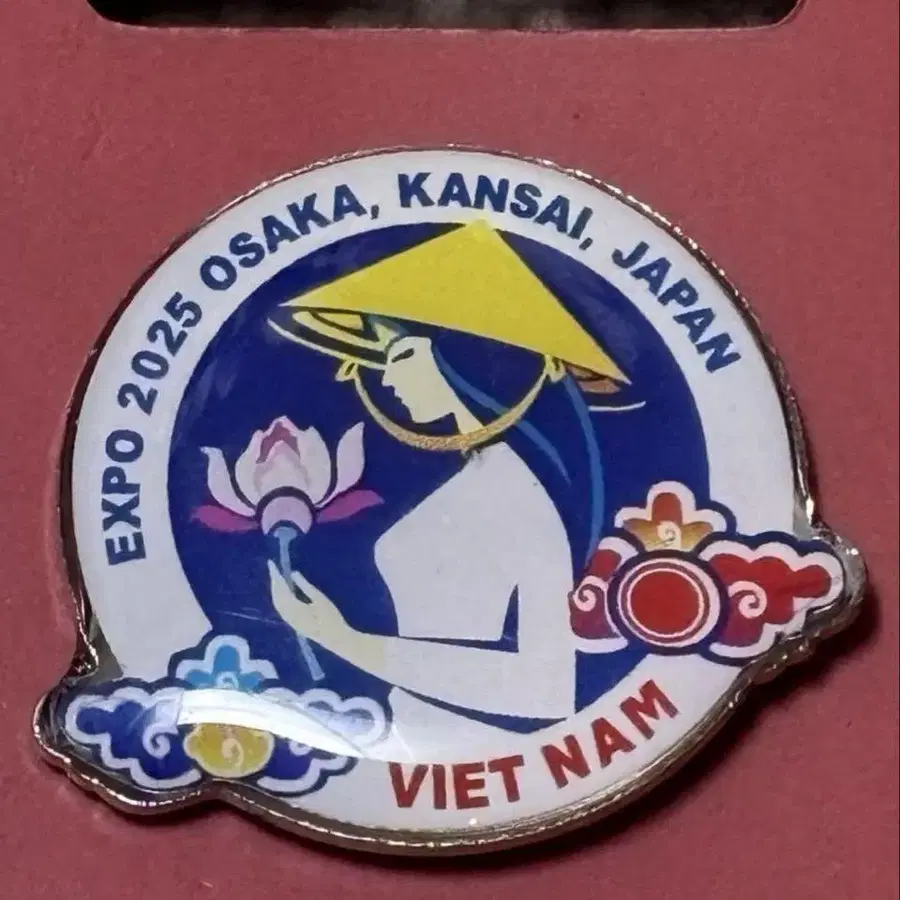 EXPO 2025 OSAKA, KANSAI, JAPAN
VIET NAM